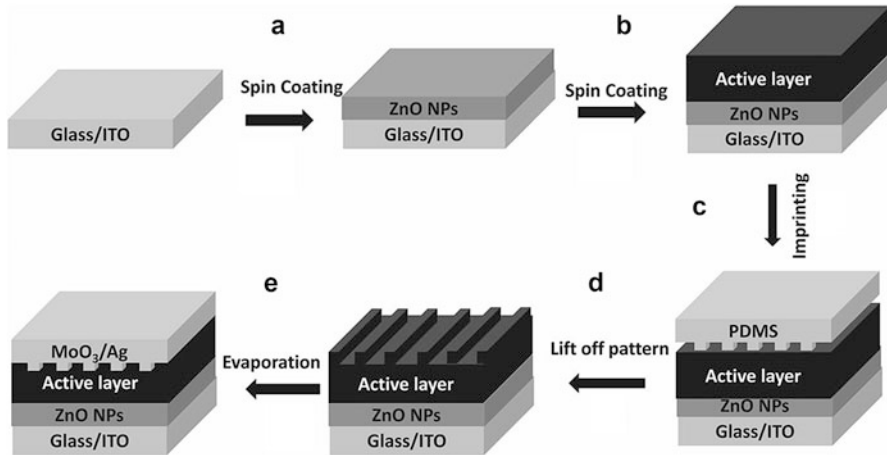 a
Spin Coating
Glass/ITO
ZnO NPs
Glass/ITO
b
Spin Coating
Active layer
ZnO NPs
Glass/ITO
c
Imprinting
PDMS
Active layer
ZnO NPs
Glass/ITO
d
Lift off pattern
Active layer
ZnO NPs
Glass/ITO
e
Evaporation
MoO₃/Ag
Active layer
ZnO NPs
Glass/ITO